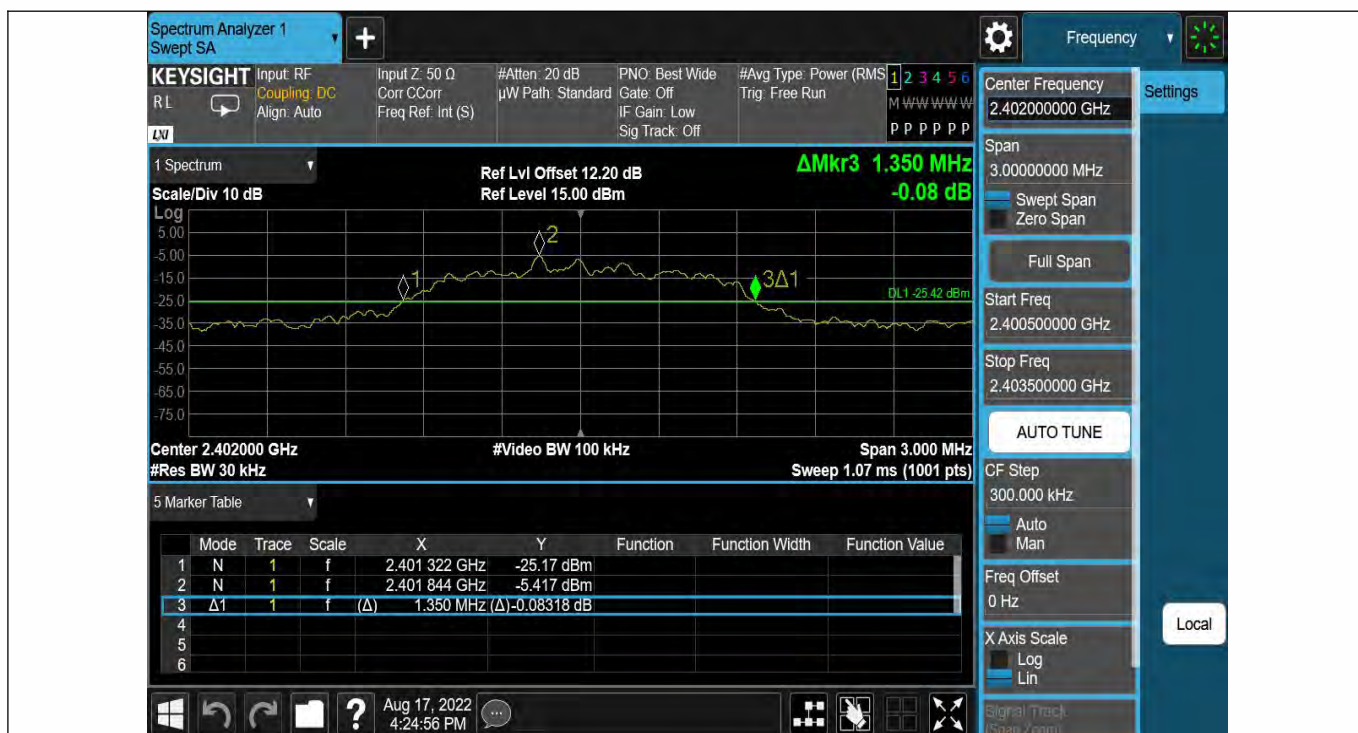 Spectrum Analyzer 1
Swept SA
Frequency
KEYSIGHT
RL
LXI
Input: RF
Coupling: DC
Align: Auto
Input Z: 50 Ω
Corr CCorr
Freq Ref: Int (S)
#Atten: 20 dB
µW Path: Standard
PNO: Best Wide
Gate: Off
IF Gain: Low
Sig Track: Off
#Avg Type: Power (RMS
Trig: Free Run
1 2 3 4 5 6
M W W W W W
P P P P P P
1 Spectrum
Scale/Div 10 dB
Ref Lvl Offset 12.20 dB
Ref Level 15.00 dBm
ΔMkr3 1.350 MHz
-0.08 dB
Log
5.00
-5.00
-15.0
-25.0
-35.0
-45.0
-55.0
-65.0
-75.0
1
2
3Δ1
DL1 -25.42 dBm
Center 2.402000 GHz
#Video BW 100 kHz
Span 3.000 MHz
#Res BW 30 kHz
Sweep 1.07 ms (1001 pts)
5 Marker Table
Mode Trace Scale X Y Function Function Width Function Value
1 N 1 f 2.401 322 GHz -25.17 dBm
2 N 1 f 2.401 844 GHz -5.417 dBm
3 Δ1 1 f (Δ) 1.350 MHz (Δ)-0.08318 dB
4
5
6
?
Aug 17, 2022
4:24:56 PM
Center Frequency
2.402000000 GHz
Span
3.00000000 MHz
Swept Span
Zero Span
Full Span
Start Freq
2.400500000 GHz
Stop Freq
2.403500000 GHz
AUTO TUNE
CF Step
300.000 kHz
Auto
Man
Freq Offset
0 Hz
X Axis Scale
Log
Lin
Signal Track
(Span Zoom)
Settings
Local